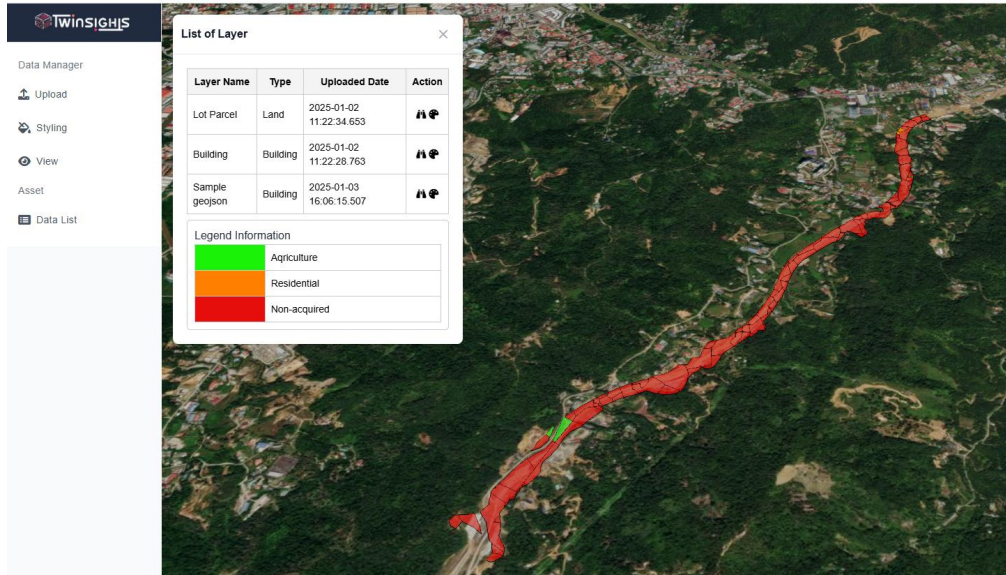 TWINSIGHTS
List of Layer
Data Manager
Upload
Styling
View
Asset
Data List
Layer Name Type Uploaded Date Action
Lot Parcel Land 2025-01-02 11:22:34.653
Building Building 2025-01-02 11:22:28.763
Sample geojson Building 2025-01-03 16:06:15.507
Legend Information
Aqriculture
Residential
Non-acquired